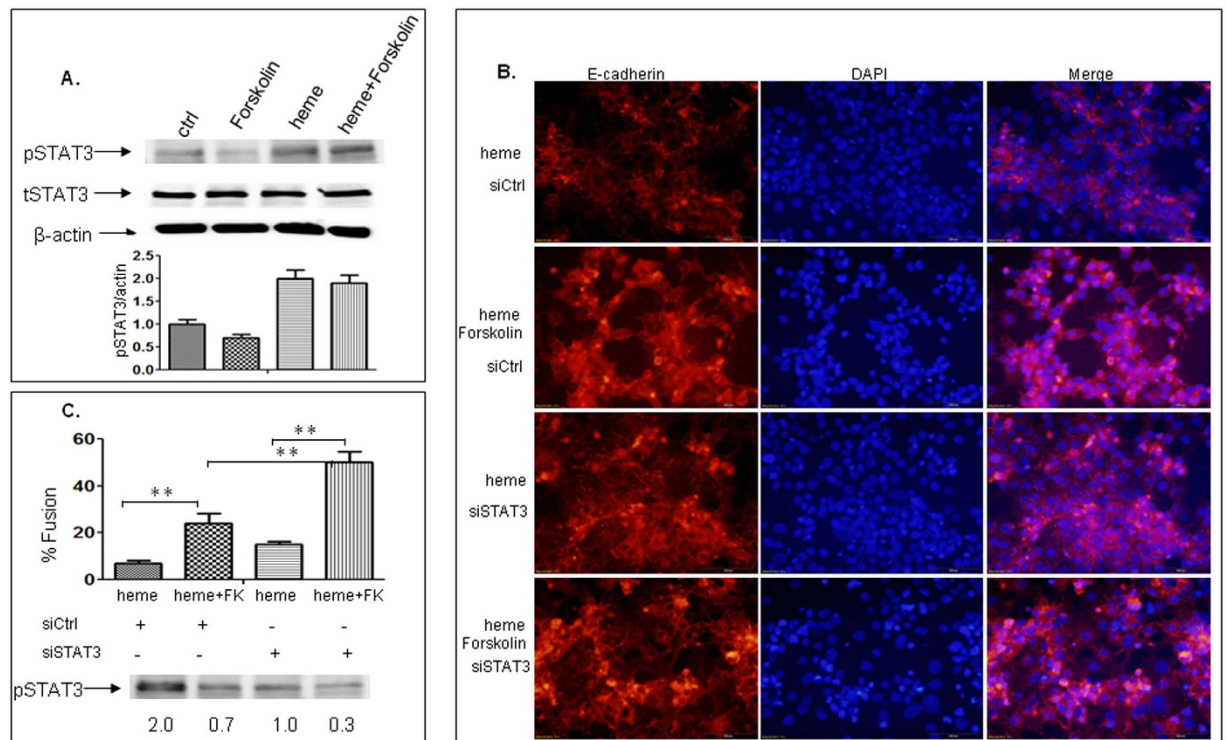 A.
ctrl
Forskolin
heme
heme+Forskolin
pSTAT3
tSTAT3
β-actin
pSTAT3/actin
2.5
2.0
1.5
1.0
0.5
0.0
B.
E-cadherin
DAPI
Merge
heme
siCtrl
heme
Forskolin
siCtrl
heme
siSTAT3
heme
Forskolin
siSTAT3
C.
% Fusion
60
40
20
0
**
**
**
heme heme+FK heme heme+FK
siCtrl + + - -
siSTAT3 - - + +
pSTAT3
2.0 0.7 1.0 0.3